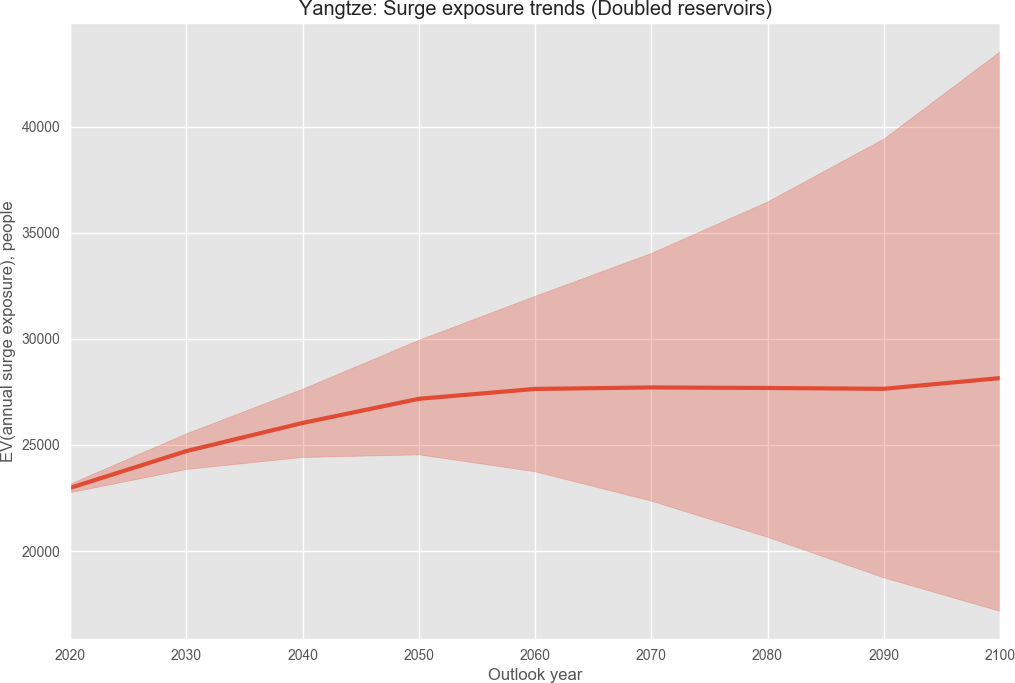 Yangtze: Surge exposure trends (Doubled reservoirs)
EV(annual surge exposure), people
40000
35000
30000
25000
20000
2020 2030 2040 2050 2060 2070 2080 2090 2100
Outlook year